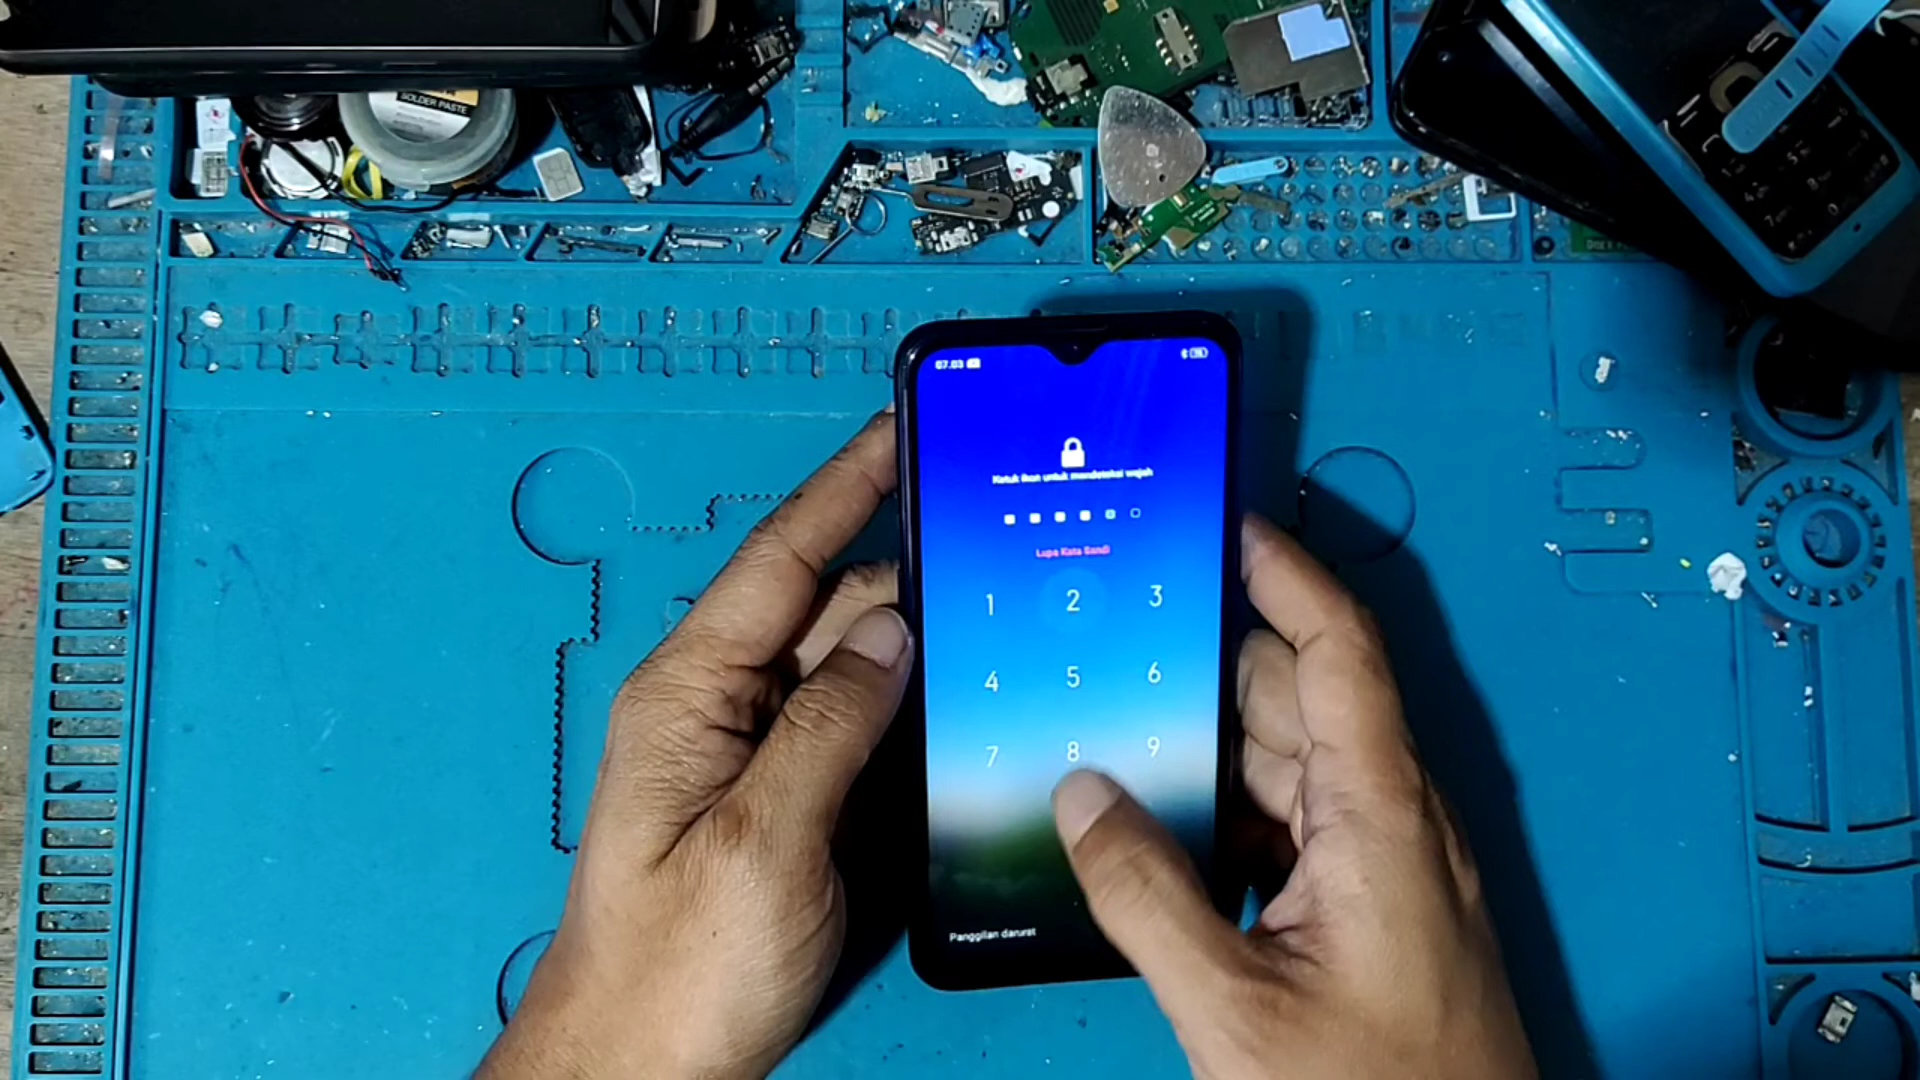 SOLDER PASTE
07.03
Ketuk ikon untuk mendeteksi wajah
Lupa Kata Sandi
1 2 3
4 5 6
7 8 9
Panggilan darurat